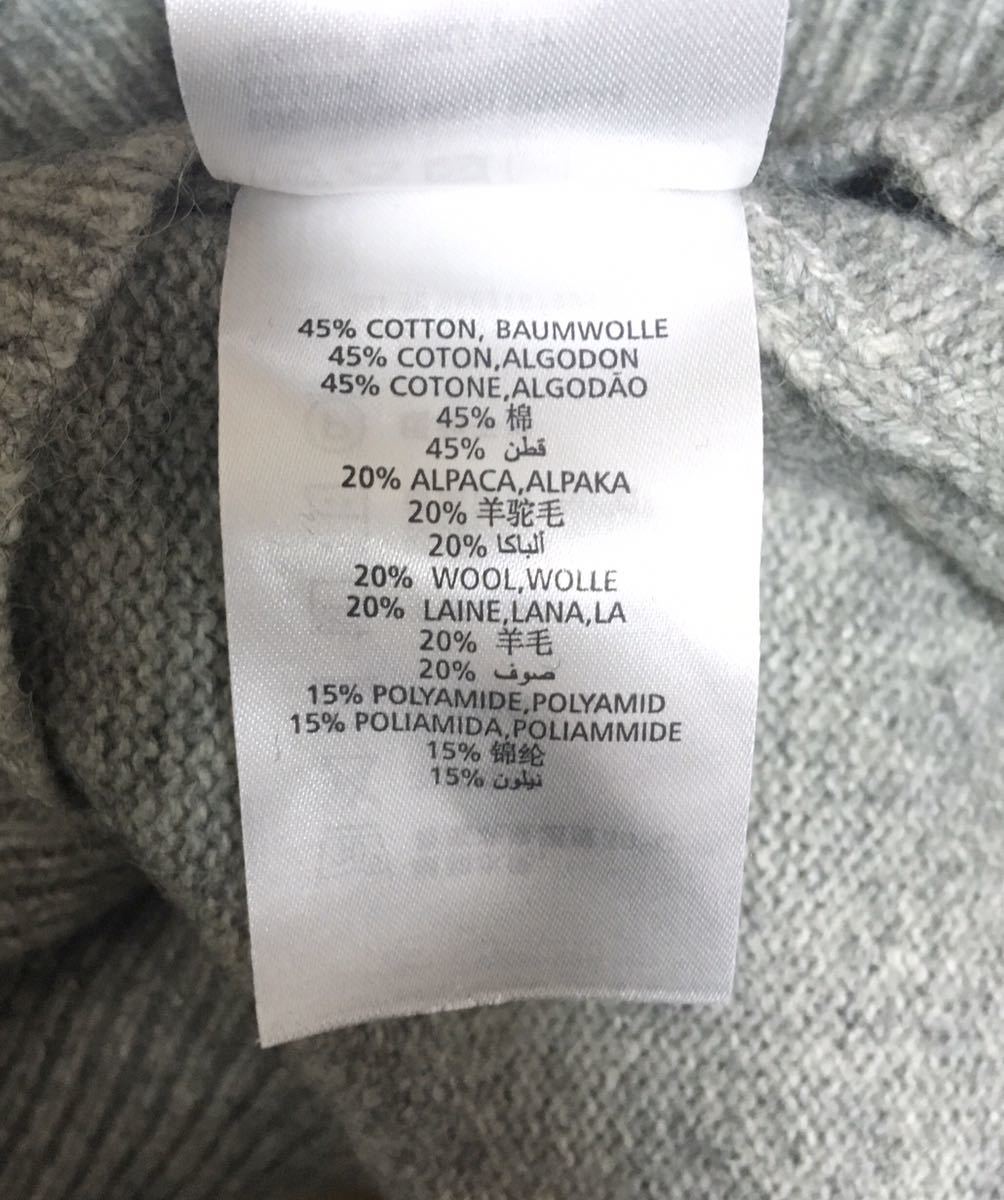 45% COTTON, BAUMWOLLE
45% COTON,ALGODON
45% COTONE,ALGODÃO
45% 棉
45% قطن
20% ALPACA,ALPAKA
20% 羊驼毛
20% ألباكا
20% WOOL,WOLLE
20% LAINE,LANA,LA
20% 羊毛
20% صوف
15% POLYAMIDE,POLYAMID
15% POLIAMIDA,POLIAMMIDE
15% 锦纶
15% نيلون